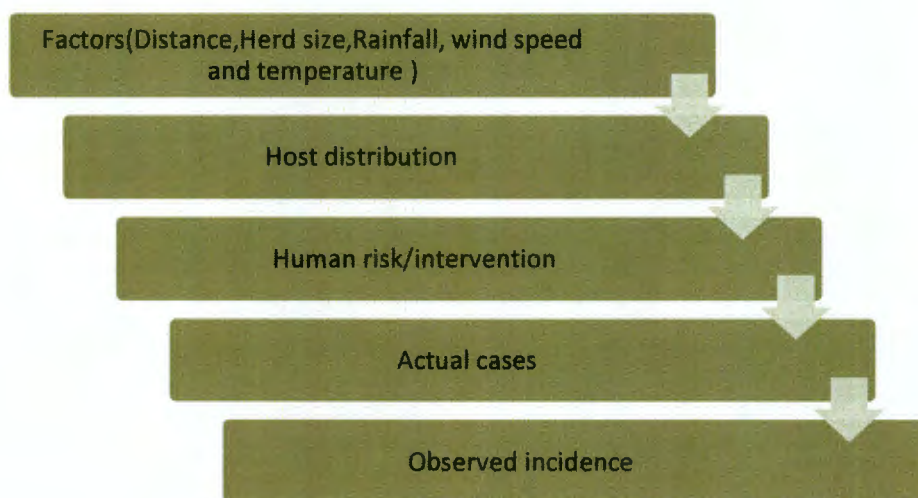 Factors(Distance,Herd size,Rainfall, wind speed
and temperature )
Host distribution
Human risk/intervention
Actual cases
Observed incidence